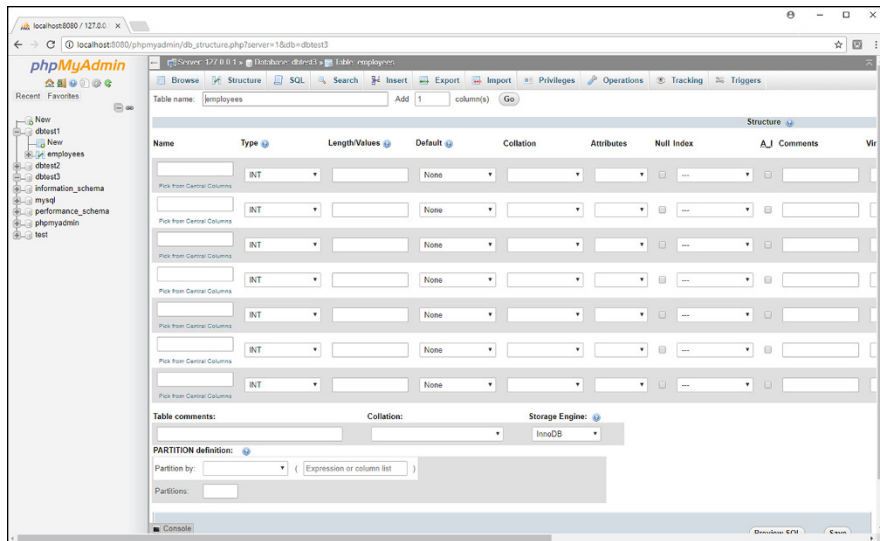 localhost:8080 / 127.0.0.1
localhost:8080/phpmyadmin/db_structure.php?server=1&db=dbtest3
phpMyAdmin
Recent Favorites
New
dbtest1
New
employees
dbtest2
dbtest3
information_schema
mysql
performance_schema
phpmyadmin
test
Server: 127.0.0.1 » Database: dbtest3 » Table: employees
Browse Structure SQL Search Insert Export Import Privileges Operations Tracking Triggers
Table name: employees Add 1 column(s) Go
Structure
Name Type Length/Values Default Collation Attributes Null Index A_I Comments Vir
INT None ---
Pick from Central Columns
INT None ---
Pick from Central Columns
INT None ---
Pick from Central Columns
INT None ---
Pick from Central Columns
INT None ---
Pick from Central Columns
INT None ---
Pick from Central Columns
INT None ---
Pick from Central Columns
Table comments: Collation: Storage Engine:
InnoDB
PARTITION definition:
Partition by: ( Expression or column list )
Partitions:
Console
Preview SQL Save